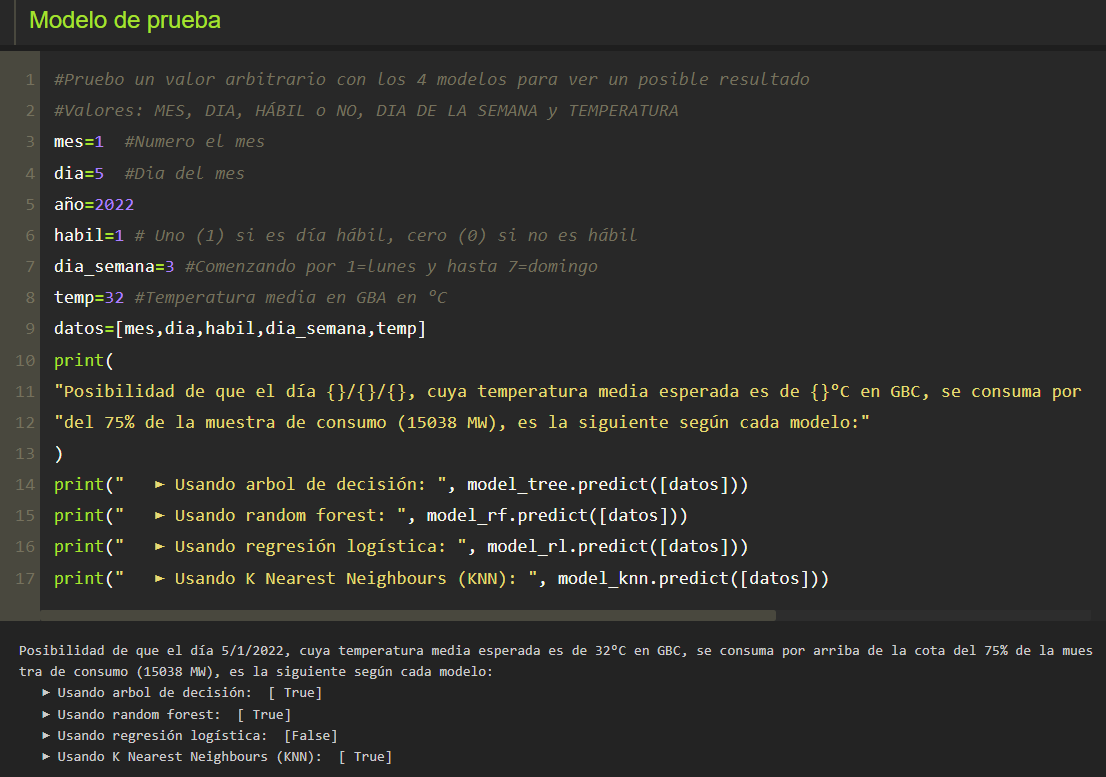 Modelo de prueba
1 #Pruebo un valor arbitrario con los 4 modelos para ver un posible resultado
2 #Valores: MES, DIA, HÁBIL o NO, DIA DE LA SEMANA y TEMPERATURA
3 mes=1  #Numero el mes
4 dia=5  #Dia del mes
5 año=2022
6 habil=1 # Uno (1) si es día hábil, cero (0) si no es hábil
7 dia_semana=3 #Comenzando por 1=lunes y hasta 7=domingo
8 temp=32 #Temperatura media en GBA en ºC
9 datos=[mes,dia,habil,dia_semana,temp]
10 print(
11 "Posibilidad de que el día {}/{}/{}, cuya temperatura media esperada es de {}ºC en GBC, se consuma por
12 "del 75% de la muestra de consumo (15038 MW), es la siguiente según cada modelo:"
13 )
14 print("   ► Usando arbol de decisión: ", model_tree.predict([datos]))
15 print("   ► Usando random forest: ", model_rf.predict([datos]))
16 print("   ► Usando regresión logística: ", model_rl.predict([datos]))
17 print("   ► Usando K Nearest Neighbours (KNN): ", model_knn.predict([datos]))
Posibilidad de que el día 5/1/2022, cuya temperatura media esperada es de 32ºC en GBC, se consuma por arriba de la cota del 75% de la mues
tra de consumo (15038 MW), es la siguiente según cada modelo:
   ► Usando arbol de decisión:  [ True]
   ► Usando random forest:  [ True]
   ► Usando regresión logística:  [False]
   ► Usando K Nearest Neighbours (KNN):  [ True]